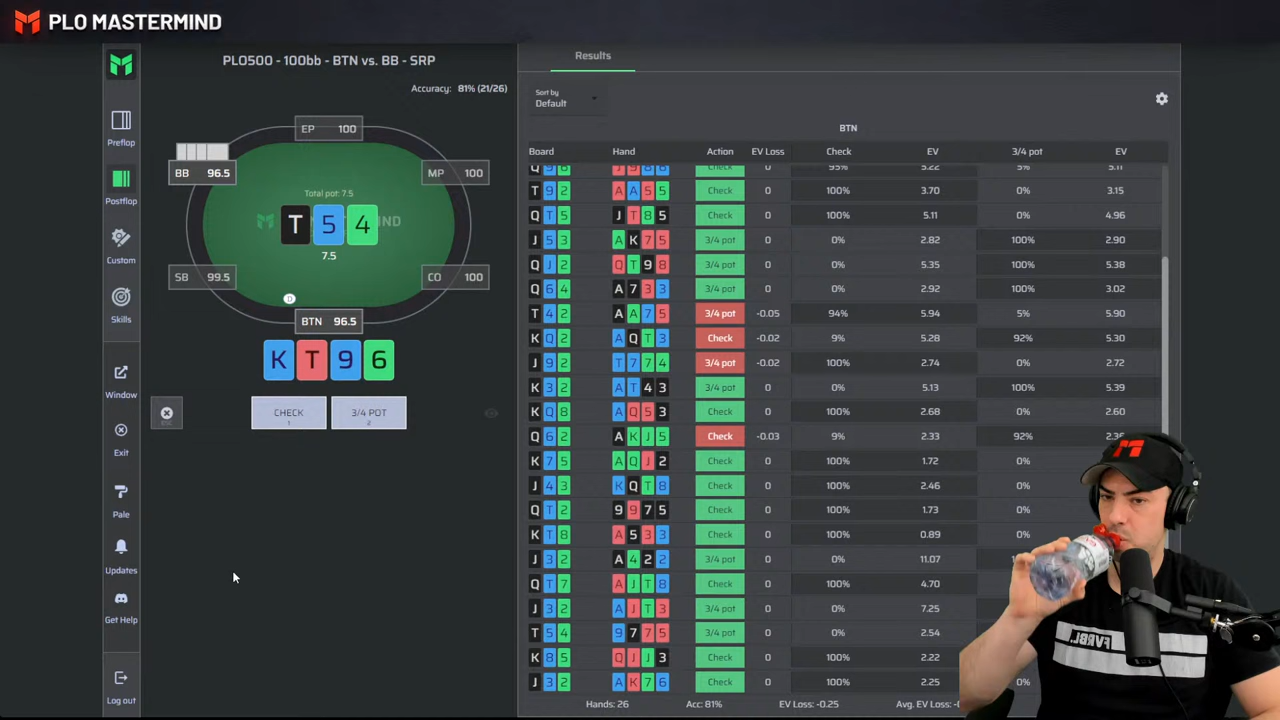 PLO MASTERMIND
PLO500 - 100bb - BTN vs. BB - SRP
Accuracy: 81% (21/26)
Preflop
Postflop
Custom
Skills
Window
Exit
Pale
Updates
Get Help
Log out
EP 100
BB 96.5
MP 100
Total pot: 7.5
T 5 4
7.5
SB 99.5
CO 100
D
BTN 96.5
K T 9 6
CHECK
1
3/4 POT
2
ESC
Results
Sort by
Default
BTN
Board Hand Action EV Loss Check EV 3/4 pot EV
Check 0 5.22 5.11
T 9 2 A A 5 5 Check 0 100% 3.70 0% 3.15
Q T 5 J T 8 5 Check 0 100% 5.11 0% 4.96
J 5 3 A K 7 5 3/4 pot 0 0% 2.82 100% 2.90
Q J 2 Q T 9 8 3/4 pot 0 0% 5.35 100% 5.38
Q 6 4 A 7 3 3 3/4 pot 0 0% 2.92 100% 3.02
T 4 2 A A 7 5 3/4 pot -0.05 94% 5.94 5% 5.90
K Q 2 A Q T 3 Check -0.02 9% 5.28 92% 5.30
J 9 2 T 7 7 4 3/4 pot -0.02 100% 2.74 0% 2.72
K 3 2 A T 4 3 3/4 pot 0 0% 5.13 100% 5.39
K Q 8 A Q 5 3 Check 0 100% 2.68 0% 2.60
Q 6 2 A K J 5 Check -0.03 9% 2.33 92%
K 7 5 A Q J 2 Check 0 100% 1.72 0%
J 4 3 K Q T 8 Check 0 100% 2.46 0%
Q T 2 9 9 7 5 Check 0 100% 1.73 0%
K T 8 A 5 3 3 Check 0 100% 0.89 0%
J 3 2 A 4 2 2 3/4 pot 0 0% 11.07
Q T 7 A J T 8 Check 0 100% 4.70
J 3 2 A J T 3 3/4 pot 0 0% 7.25
T 5 4 9 7 7 5 3/4 pot 0 0% 2.54
K 8 5 Q J J 3 Check 0 100% 2.22
J 3 2 A K 7 6 Check 0 100% 2.25
Hands: 26 Acc: 81% EV Loss: -0.25 Avg. EV Loss: